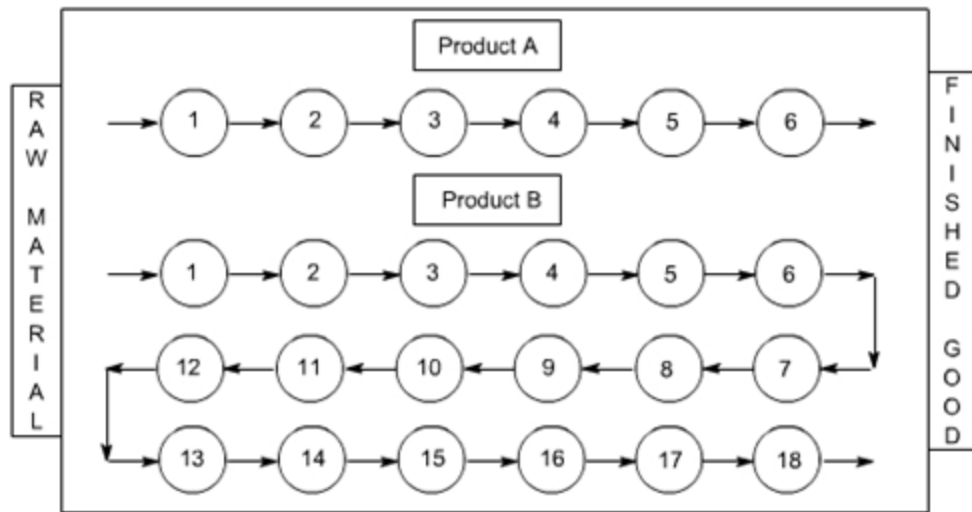 Product A
RAW MATERIAL
1 2 3 4 5 6
FINISHED GOOD
Product B
1 2 3 4 5 6
12 11 10 9 8 7
13 14 15 16 17 18